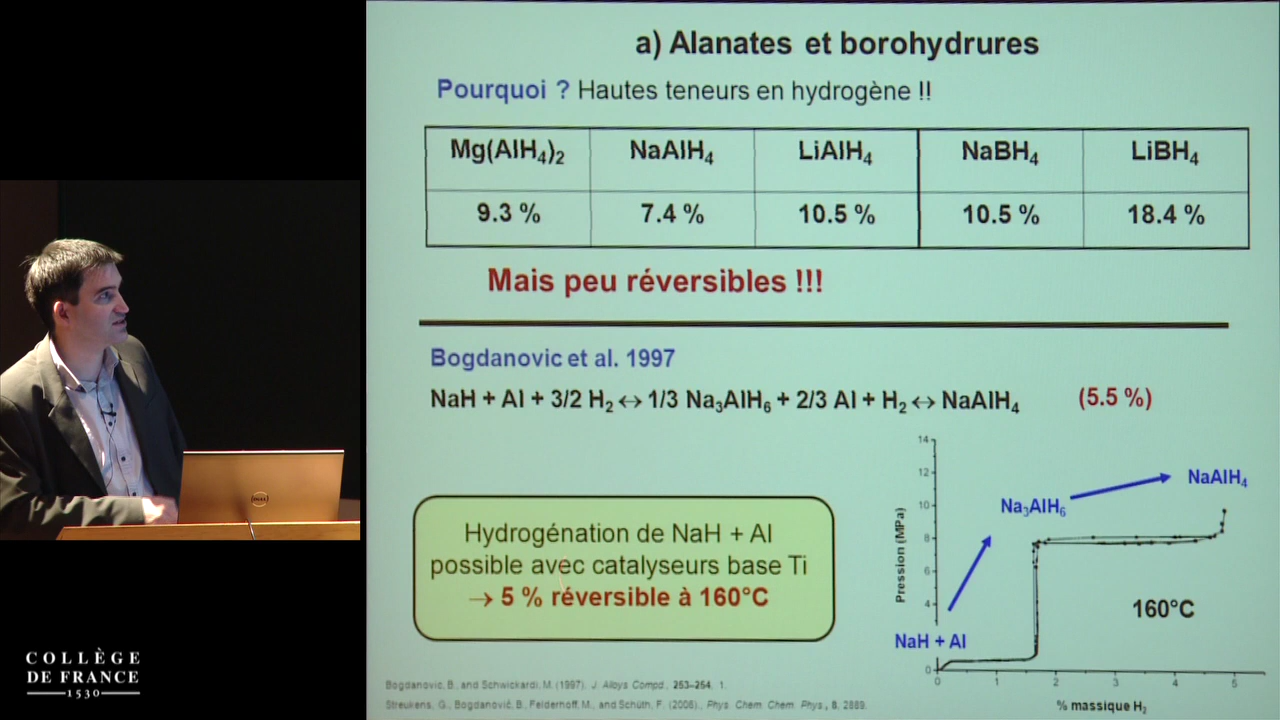 a) Alanates et borohydrures
Pourquoi ? Hautes teneurs en hydrogène !!
Mg(AlH₄)₂ NaAlH₄ LiAlH₄ NaBH₄ LiBH₄
9.3 % 7.4 % 10.5 % 10.5 % 18.4 %
Mais peu réversibles !!!
Bogdanovic et al. 1997
NaH + Al + 3/2 H₂ ↔ 1/3 Na₃AlH₆ + 2/3 Al + H₂ ↔ NaAlH₄ (5.5 %)
Hydrogénation de NaH + Al
possible avec catalyseurs base Ti
→ 5 % réversible à 160°C
14
12
10
8
6
4
0
Pression (MPa)
NaAlH₄
Na₃AlH₆
NaH + Al
160°C
0 1 2 3 4 5
% massique H₂
Bogdanovic, B., and Schwickardi, M. (1997). J. Alloys Compd., 253–254, 1.
Streukens, G., Bogdanović, B., Felderhoff, M., and Schüth, F. (2006). Phys. Chem. Chem. Phys., 8, 2889.
DELL
COLLÈGE
DE FRANCE
1530